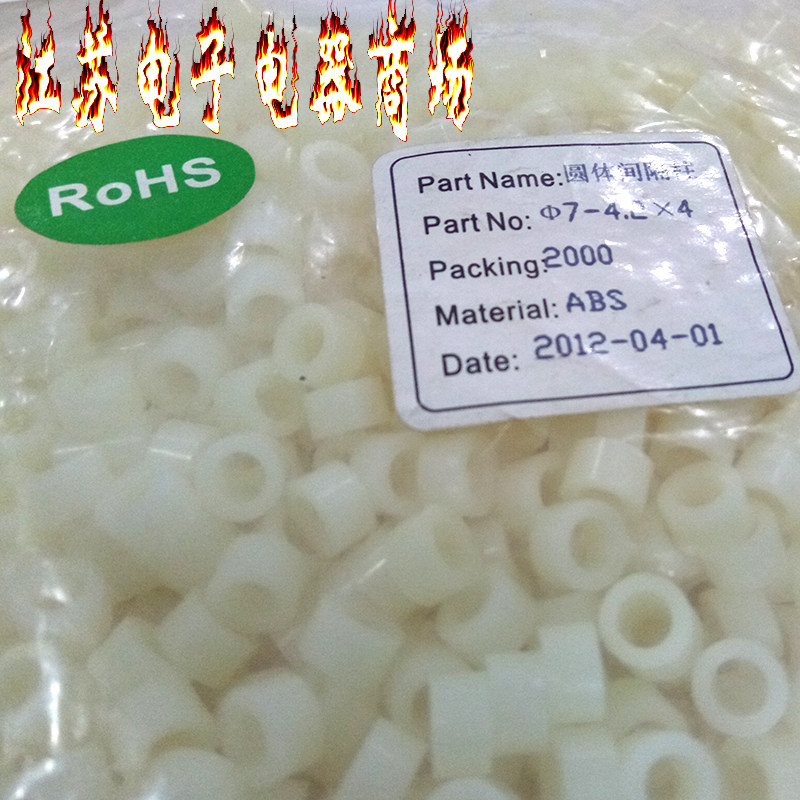 江苏电子电器商场
RoHS
Part Name:圆体间隔柱
Part No: Φ7-4.2×4
Packing:2000
Material: ABS
Date: 2012-04-01